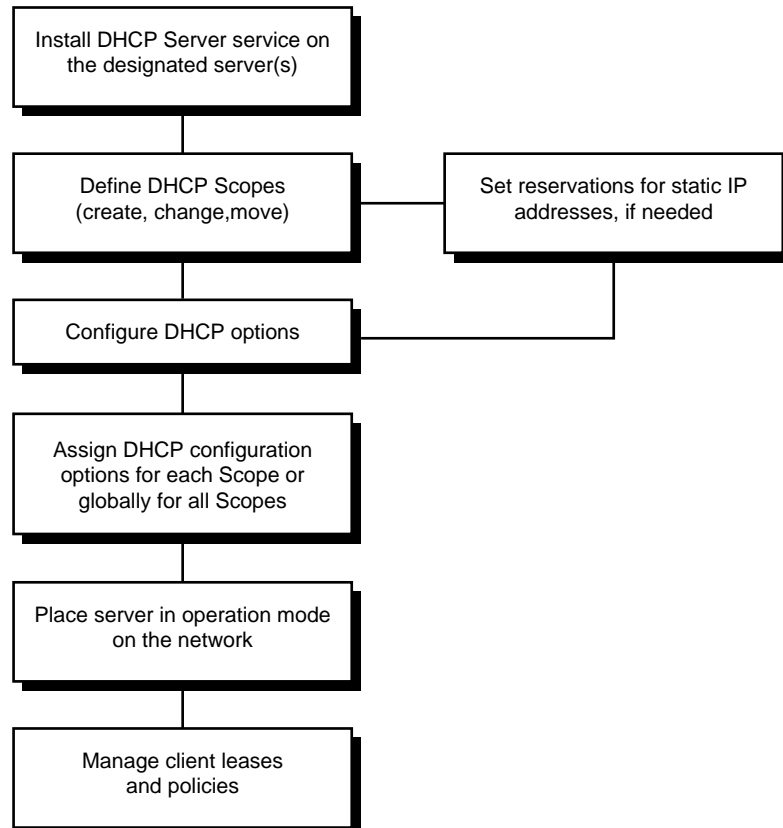 Install DHCP Server service on
the designated server(s)
Define DHCP Scopes
(create, change,move)
Set reservations for static IP
addresses, if needed
Configure DHCP options
Assign DHCP configuration
options for each Scope or
globally for all Scopes
Place server in operation mode
on the network
Manage client leases
and policies